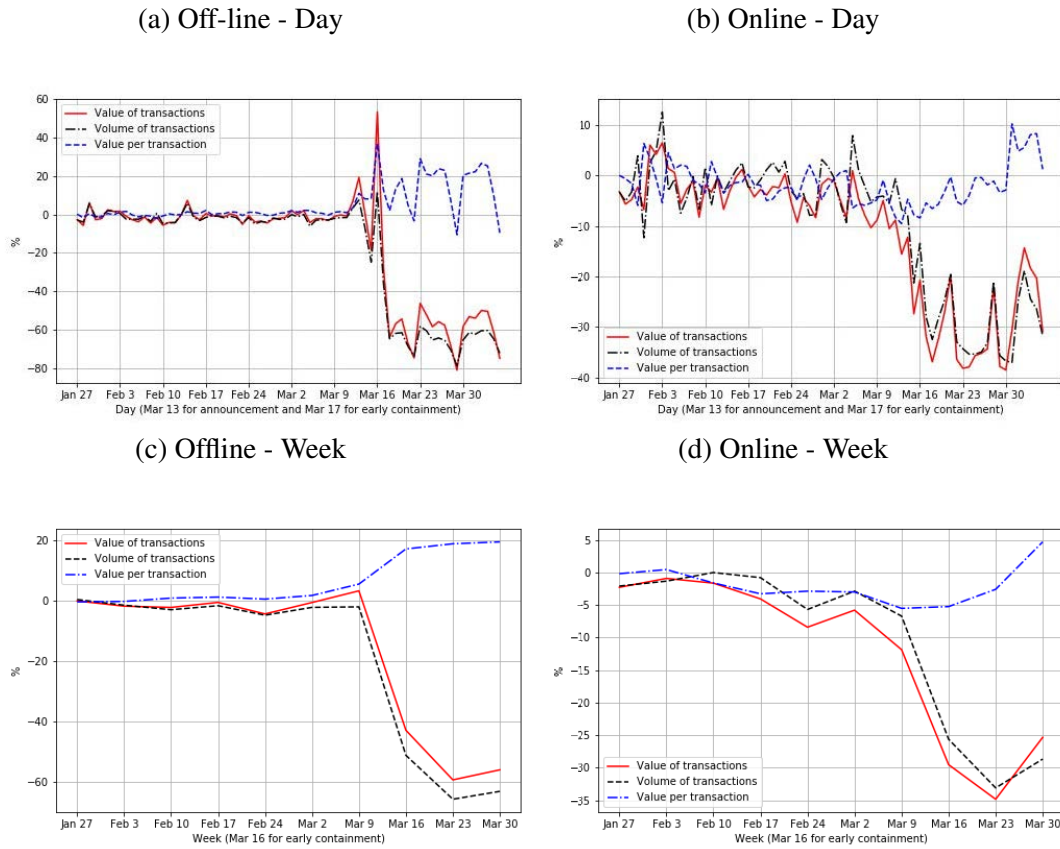 (a) Off-line - Day
(b) Online - Day
60
40
20
0
−20
−40
−60
−80
%
Value of transactions
Volume of transactions
Value per transaction
Jan 27 Feb 3 Feb 10 Feb 17 Feb 24 Mar 2 Mar 9 Mar 16 Mar 23 Mar 30
Day (Mar 13 for announcement and Mar 17 for early containment)
10
0
−10
−20
−30
−40
%
Value of transactions
Volume of transactions
Value per transaction
Jan 27 Feb 3 Feb 10 Feb 17 Feb 24 Mar 2 Mar 9 Mar 16 Mar 23 Mar 30
Day (Mar 13 for announcement and Mar 17 for early containment)
(c) Offline - Week
(d) Online - Week
20
0
−20
−40
−60
%
Value of transactions
Volume of transactions
Value per transaction
Jan 27 Feb 3 Feb 10 Feb 17 Feb 24 Mar 2 Mar 9 Mar 16 Mar 23 Mar 30
Week (Mar 16 for early containment)
5
0
−5
−10
−15
−20
−25
−30
−35
%
Value of transactions
Volume of transactions
Value per transaction
Jan 27 Feb 3 Feb 10 Feb 17 Feb 24 Mar 2 Mar 9 Mar 16 Mar 23 Mar 30
Week (Mar 16 for early containment)